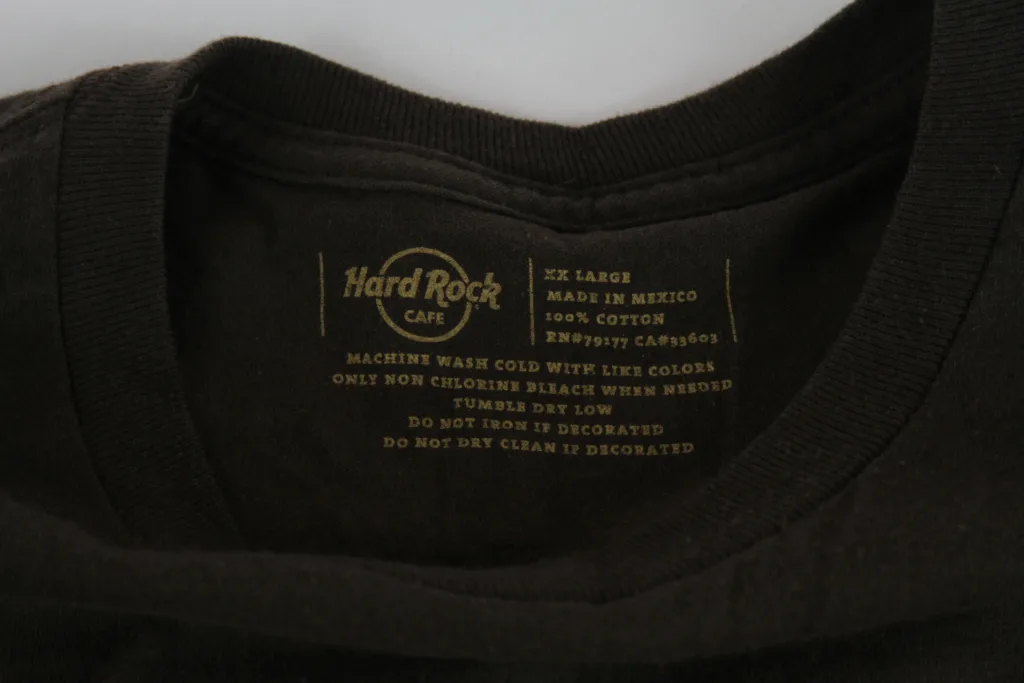 Hard Rock
CAFE
XX LARGE
MADE IN MEXICO
100% COTTON
RN#79177 CA#33603
MACHINE WASH COLD WITH LIKE COLORS
ONLY NON CHLORINE BLEACH WHEN NEEDED
TUMBLE DRY LOW
DO NOT IRON IF DECORATED
DO NOT DRY CLEAN IF DECORATED